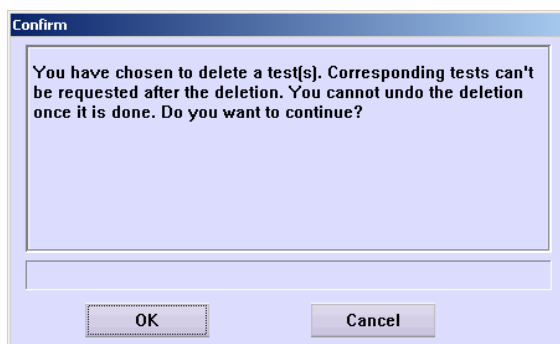 Confirm
You have chosen to delete a test(s). Corresponding tests can't
be requested after the deletion. You cannot undo the deletion
once it is done. Do you want to continue?
OK
Cancel